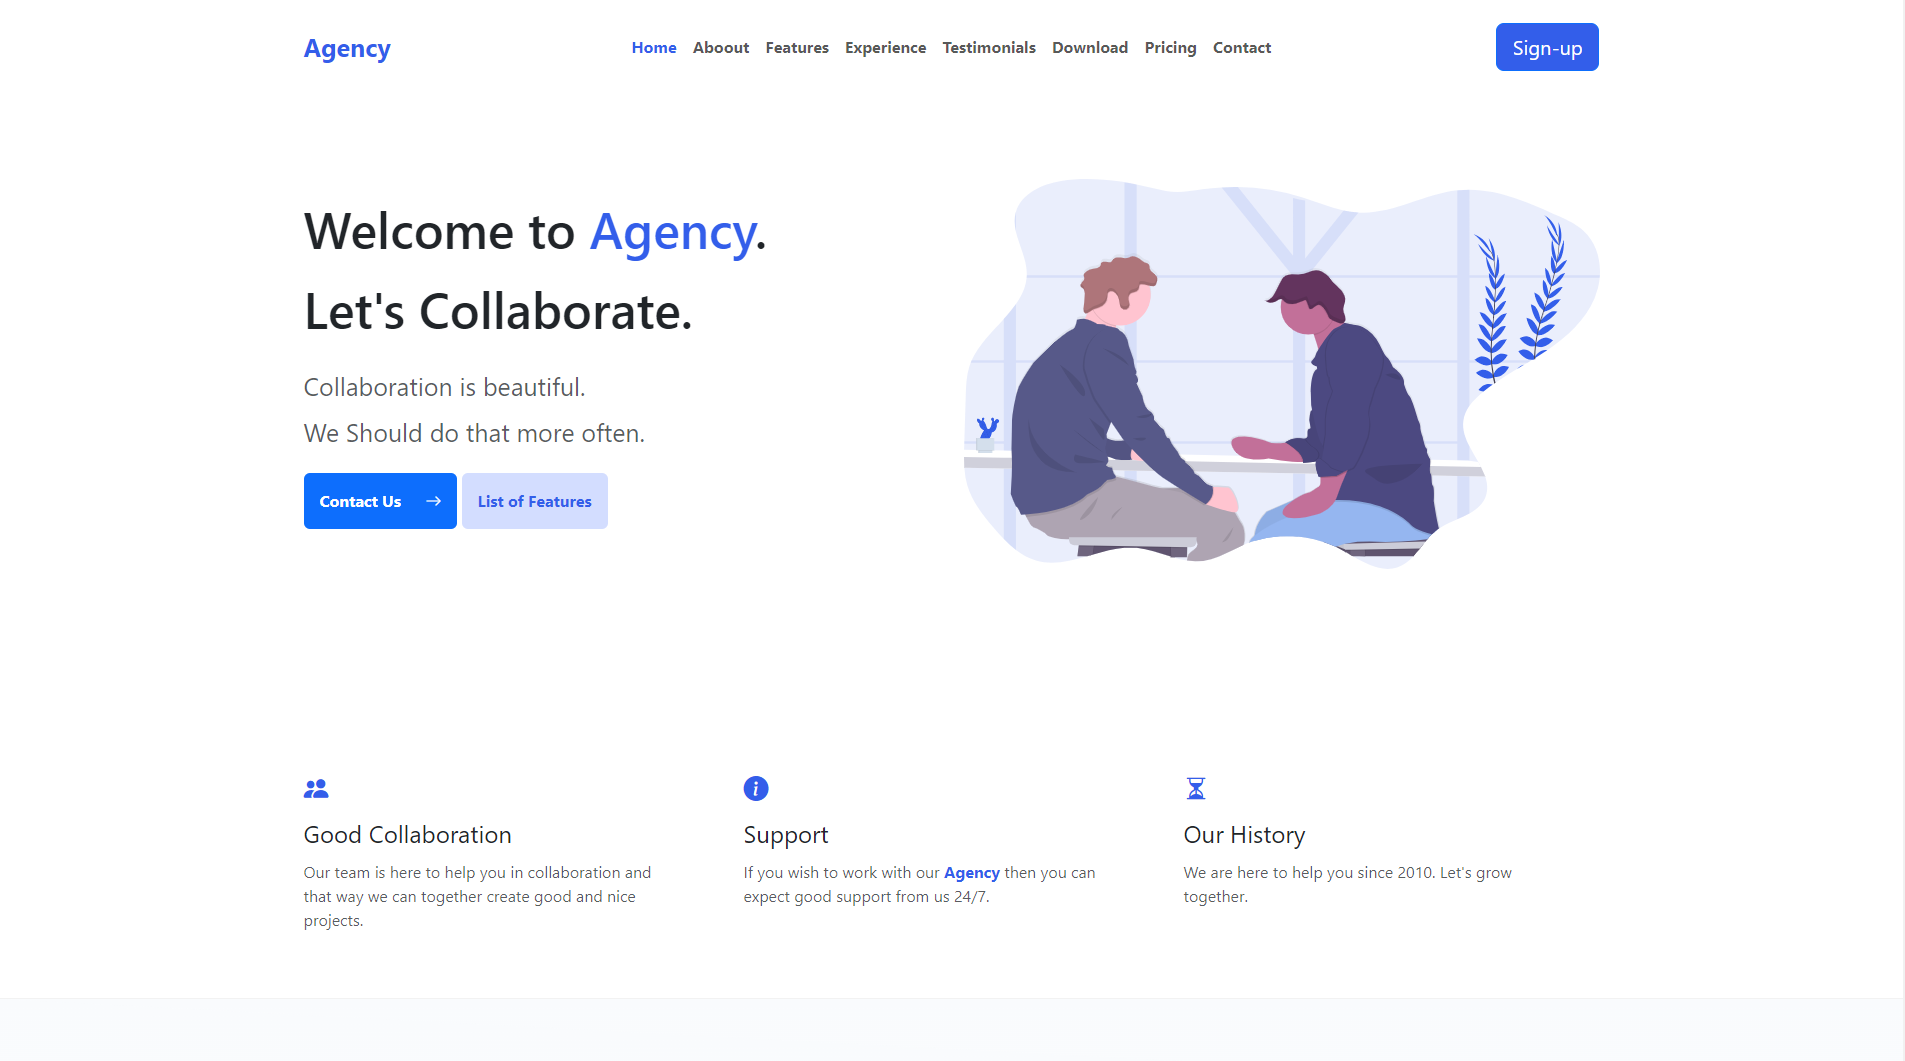 Agency
Home Aboout Features Experience Testimonials Download Pricing Contact
Sign-up
Welcome to Agency.
Let's Collaborate.
Collaboration is beautiful.
We Should do that more often.
Contact Us
List of Features
Good Collaboration
Our team is here to help you in collaboration and
that way we can together create good and nice
projects.
Support
If you wish to work with our Agency then you can
expect good support from us 24/7.
Our History
We are here to help you since 2010. Let's grow
together.